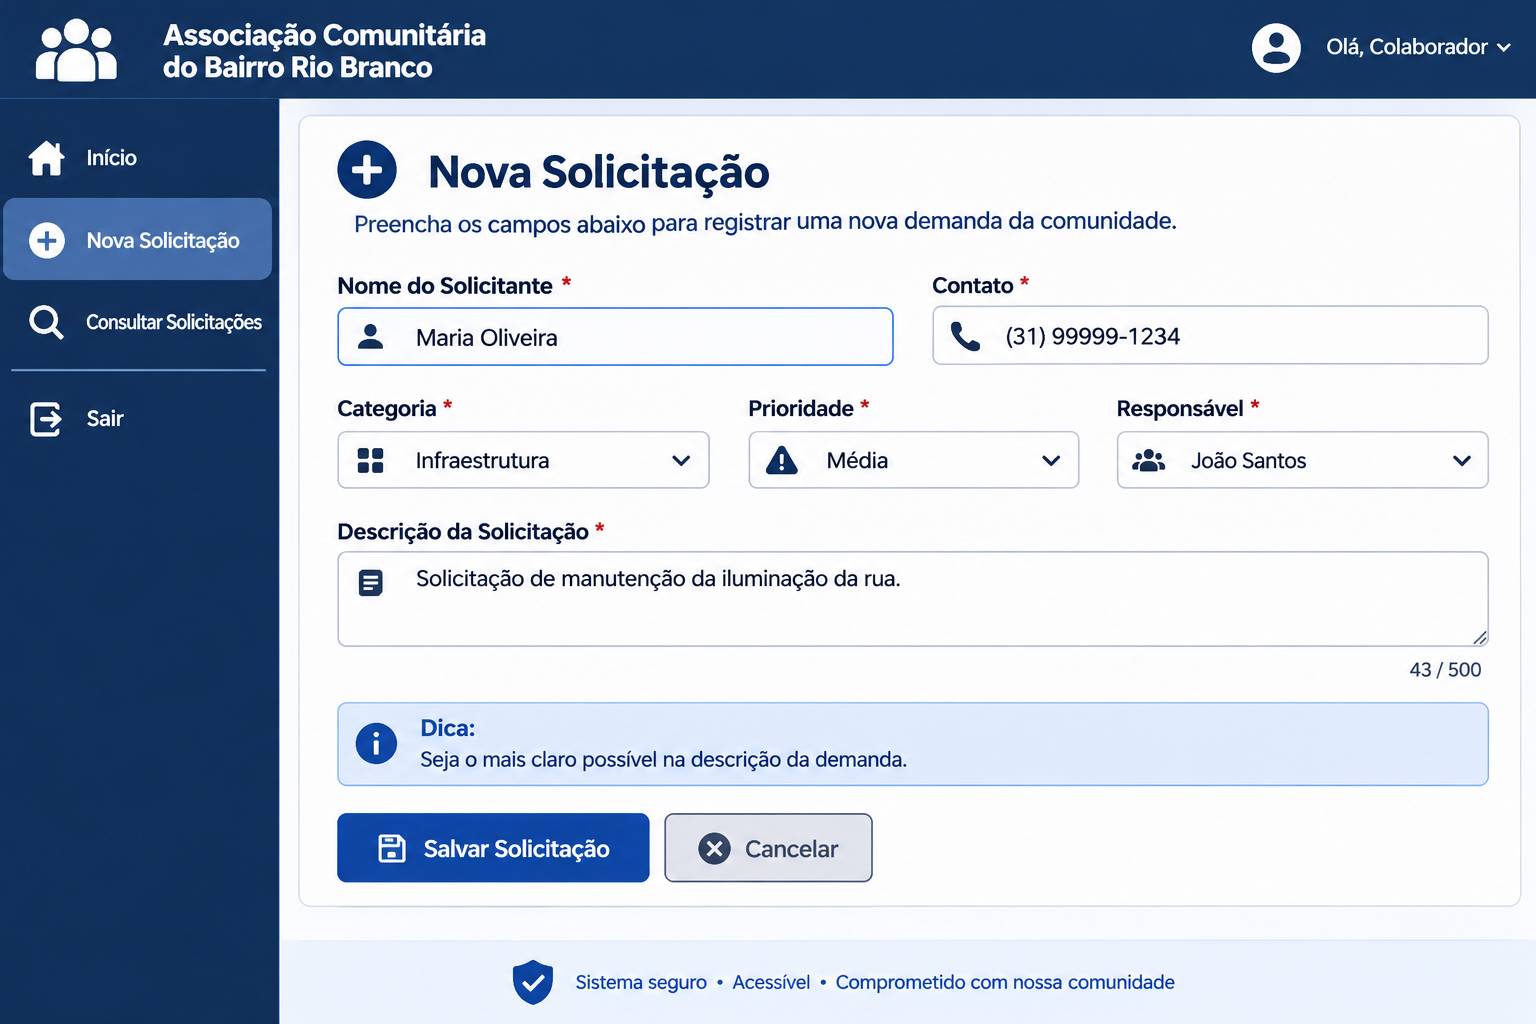 Associação Comunitária
do Bairro Rio Branco
Olá, Colaborador
Início
Nova Solicitação
Consultar Solicitações
Sair
Nova Solicitação
Preencha os campos abaixo para registrar uma nova demanda da comunidade.
Nome do Solicitante *
Maria Oliveira
Contato *
(31) 99999-1234
Categoria *
Infraestrutura
Prioridade *
Média
Responsável *
João Santos
Descrição da Solicitação *
Solicitação de manutenção da iluminação da rua.
43 / 500
Dica:
Seja o mais claro possível na descrição da demanda.
Salvar Solicitação
Cancelar
Sistema seguro • Acessível • Comprometido com nossa comunidade